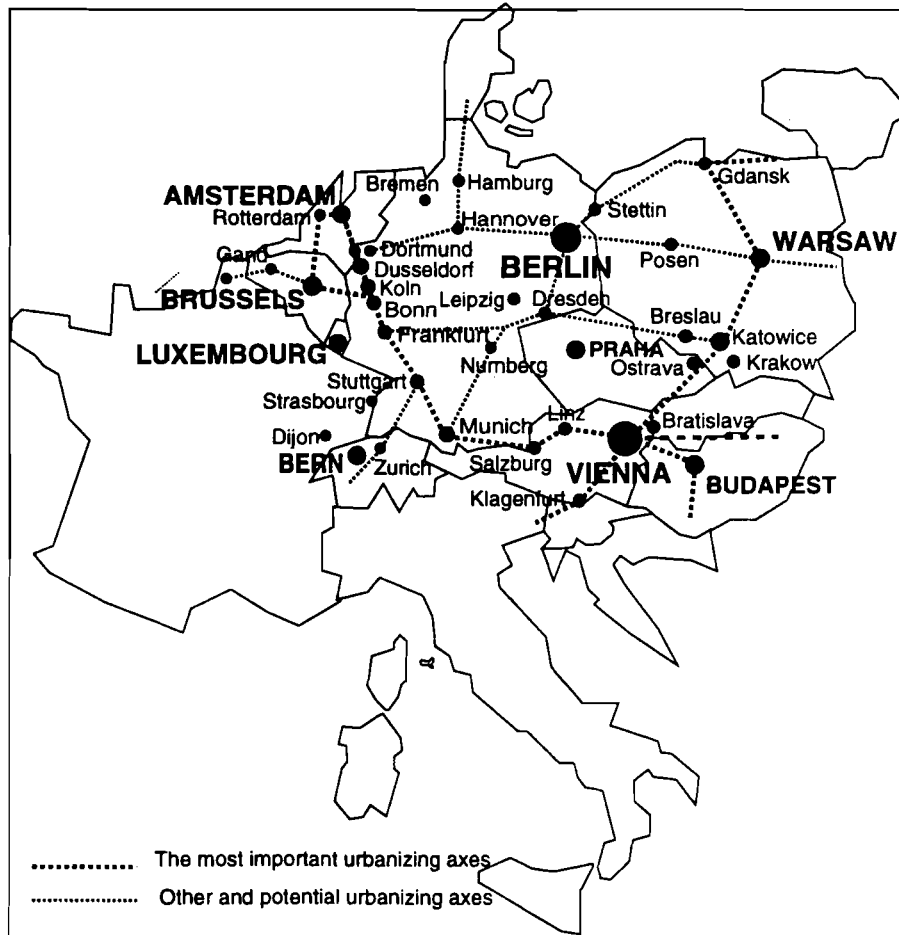 Gdansk
AMSTERDAM
Bremen
Hamburg
Rotterdam
Stettin
Hannover
WARSAW
Gand
Dortmund
Dusseldorf
BERLIN
Posen
Koln
BRUSSELS
Bonn
Leipzig
Dresden
Breslau
Frankfurt
Katowice
LUXEMBOURG
PRAHA
Nurnberg
Ostrava
Krakow
Stuttgart
Strasbourg
Linz
Bratislava
Munich
Dijon
BERN
Zurich
Salzburg
VIENNA
BUDAPEST
Klagenfurt
The most important urbanizing axes
Other and potential urbanizing axes